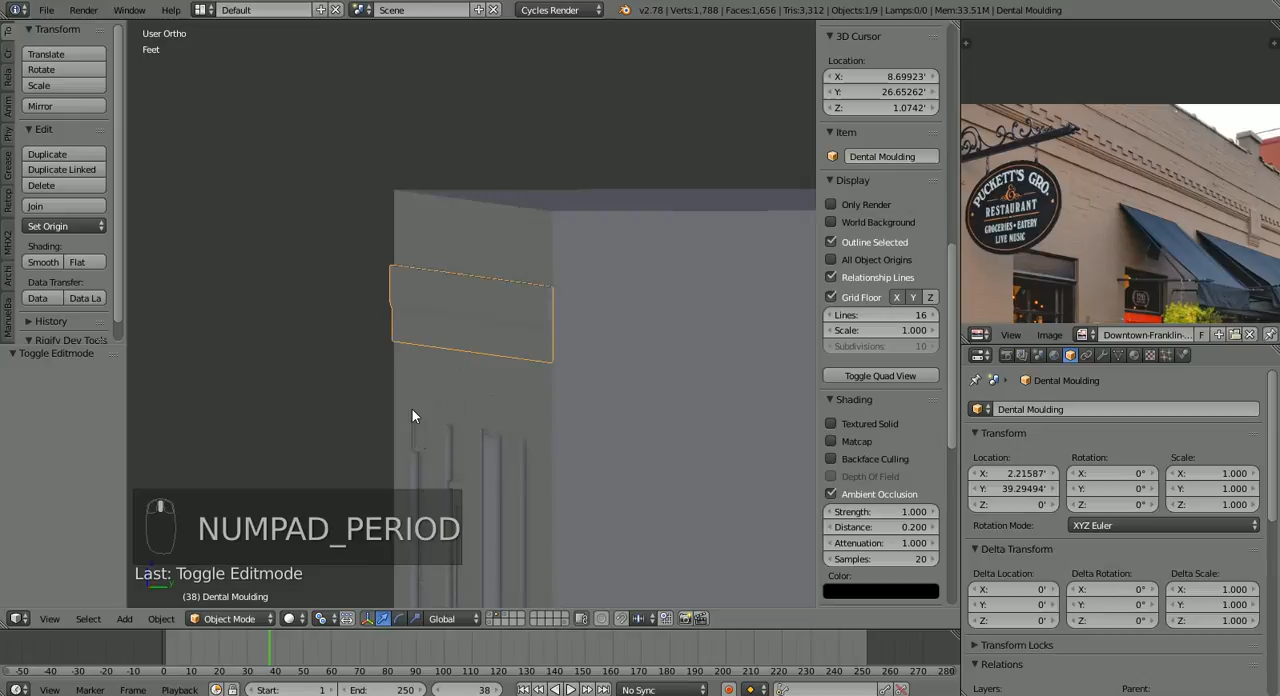 File Render Window Help Default Scene Cycles Render v2.78 | Verts:1,788 | Faces:1,656 | Tris:3,312 | Objects:1/9 | Lamps:0/0 | Mem:33.51M | Dental Moulding
Transform
Translate
Rotate
Scale
Mirror
Edit
Duplicate
Duplicate Linked
Delete
Join
Set Origin
Shading:
Smooth Flat
Data Transfer:
Data Data La
History
Rigify Dev Tools
Toggle Editmode
To
Cr
Rela
Anim
Phy
Grease
Retop
MHX2
Archi
ManuelBa
User Ortho
Feet
NUMPAD_PERIOD
Last: Toggle Editmode
(38) Dental Moulding
3D Cursor
Location:
X: 8.69923'
Y: 26.65262'
Z: 1.0742'
Item
Dental Moulding
Display
Only Render
World Background
Outline Selected
All Object Origins
Relationship Lines
Grid Floor X Y Z
Lines: 16
Scale: 1.000
Subdivisions: 10
Toggle Quad View
Shading
Textured Solid
Matcap
Backface Culling
Depth Of Field
Ambient Occlusion
Strength: 1.000
Distance: 0.200
Attenuation: 1.000
Samples: 20
Color:
PUCKETT'S GRO.
&
RESTAURANT
GROCERIES·EATERY
LIVE MUSIC
View Image Downtown-Franklin- F
Dental Moulding
Dental Moulding
Transform
Location: Rotation: Scale:
X: 2.21587' X: 0° X: 1.000
Y: 39.29494' Y: 0° Y: 1.000
Z: 0' Z: 0° Z: 1.000
Rotation Mode: XYZ Euler
Delta Transform
Delta Location: Delta Rotation: Delta Scale:
X: 0' X: 0° X: 1.000
Y: 0' Y: 0° Y: 1.000
Z: 0' Z: 0° Z: 1.000
Transform Locks
Relations
Layers: Parent:
View Select Add Object Object Mode Global
-50 -40 -30 -20 -10 0 10 20 30 40 50 60 70 80 90 100 110 120 130 140 150 160 170 180 190 200 210 220 230 240 250 260 270 280
View Marker Frame Playback Start: 1 End: 250 38 No Sync